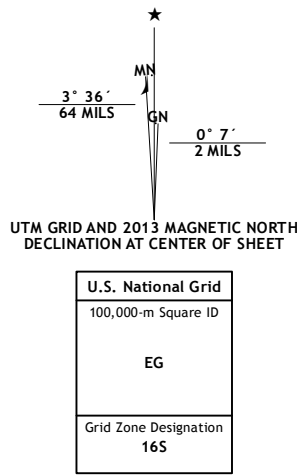 ★
MN
3° 36´
64 MILS
GN
0° 7´
2 MILS
UTM GRID AND 2013 MAGNETIC NORTH
DECLINATION AT CENTER OF SHEET
U.S. National Grid
100,000-m Square ID
EG
Grid Zone Designation
16S